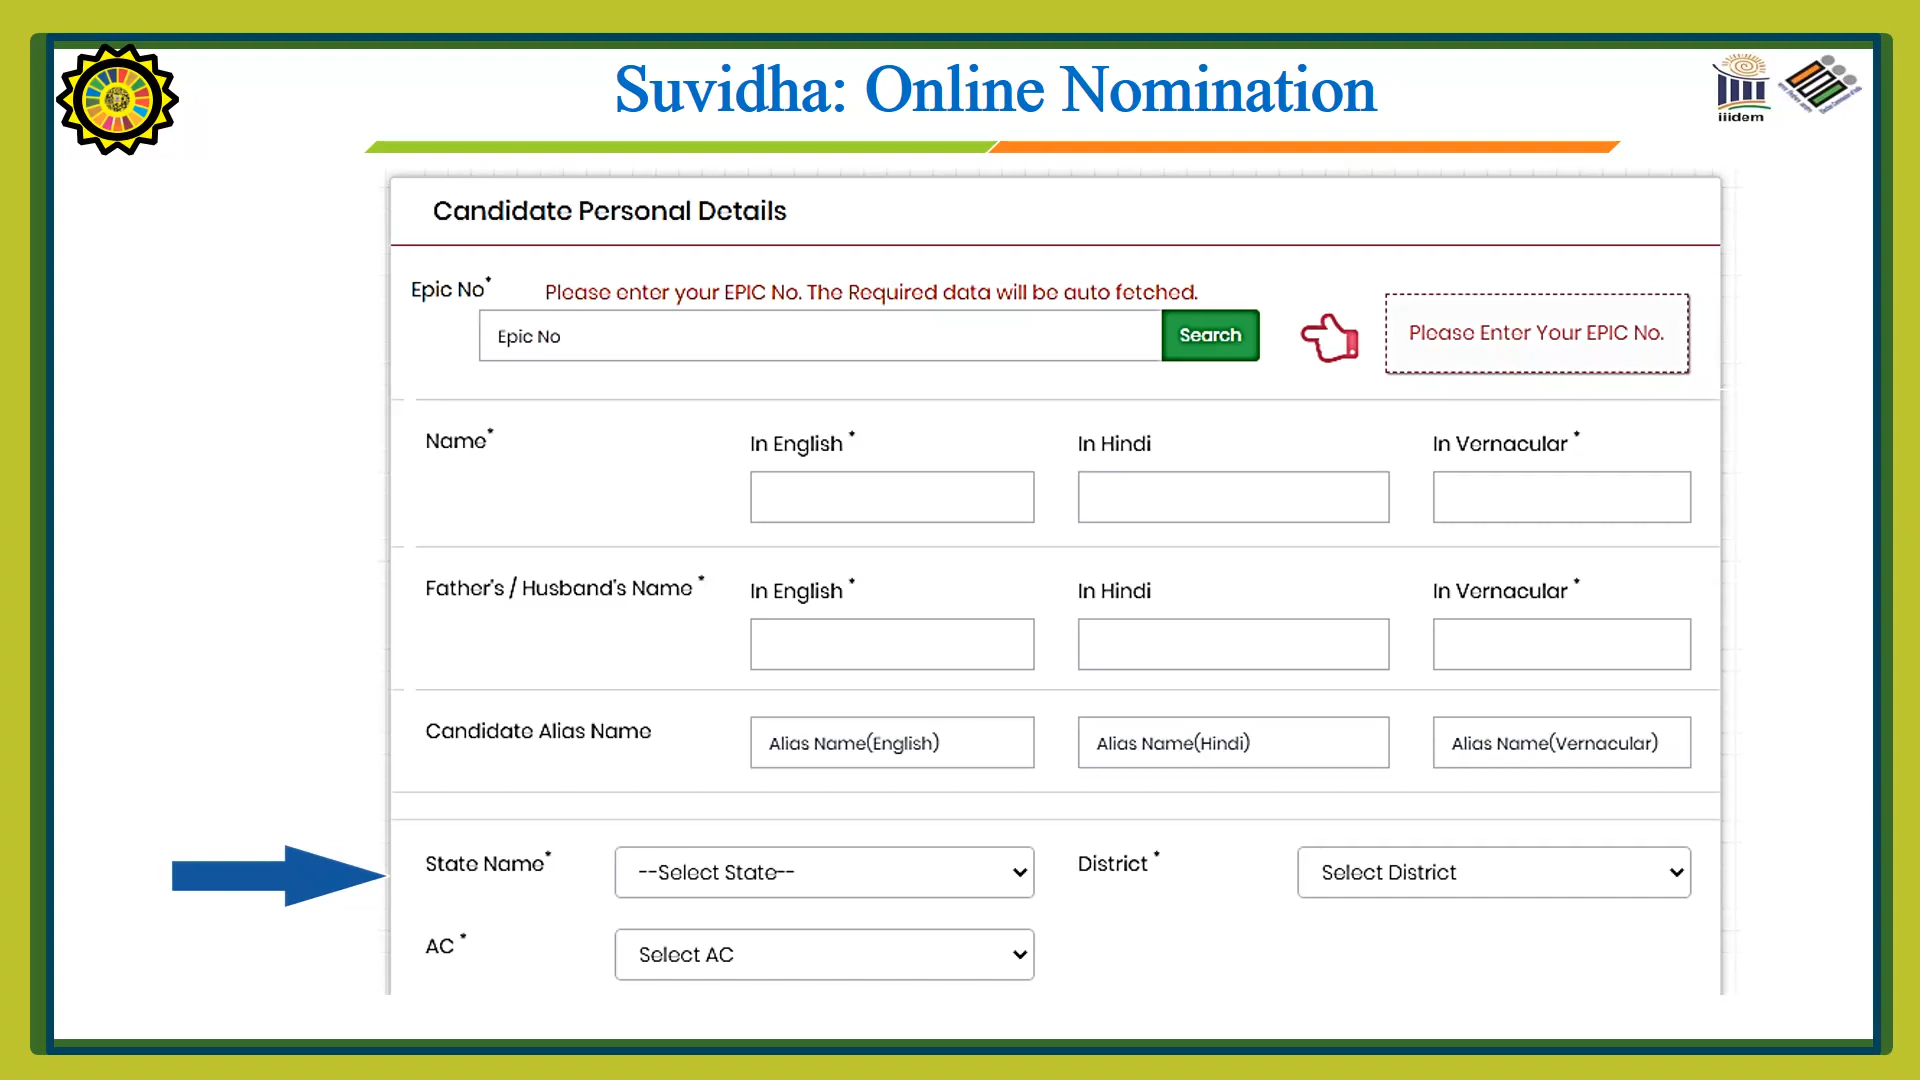 Suvidha: Online Nomination
iiidem
Candidate Personal Details
Epic No*
Please enter your EPIC No. The Required data will be auto fetched.
Epic No
Search
Please Enter Your EPIC No.
Name*
In English *
In Hindi
In Vernacular *
Father's / Husband's Name *
In English *
In Hindi
In Vernacular *
Candidate Alias Name
Alias Name(English)
Alias Name(Hindi)
Alias Name(Vernacular)
State Name*
--Select State--
District *
Select District
AC *
Select AC